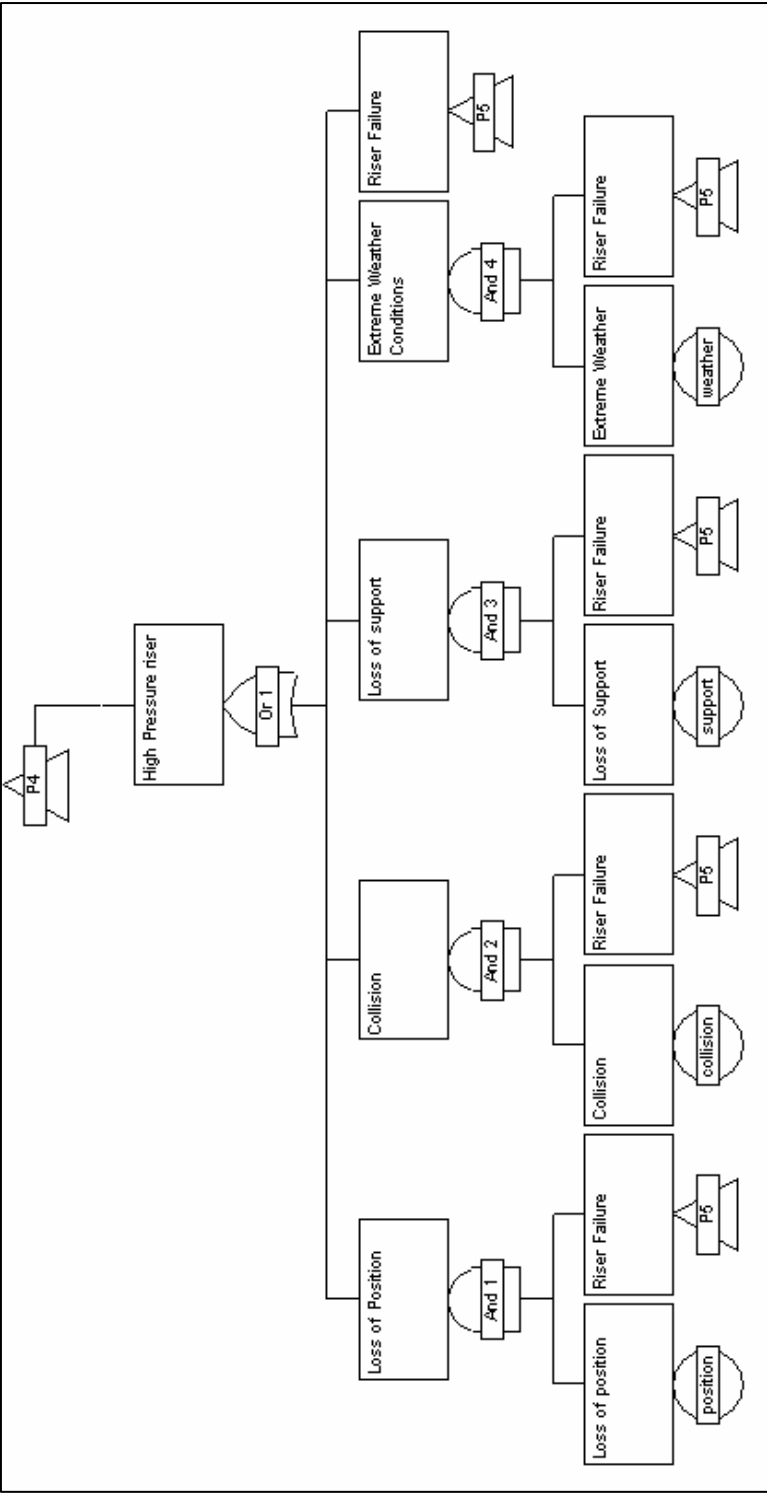 P4
High Pressure riser
Or 1
Loss of Position
Collision
Loss of support
Extreme Weather
Conditions
Riser Failure
And 1
And 2
And 3
And 4
P5
Loss of position
Riser Failure
Collision
Riser Failure
Loss of Support
Riser Failure
Extreme Weather
Riser Failure
position
P5
collision
P5
support
P5
weather
P5